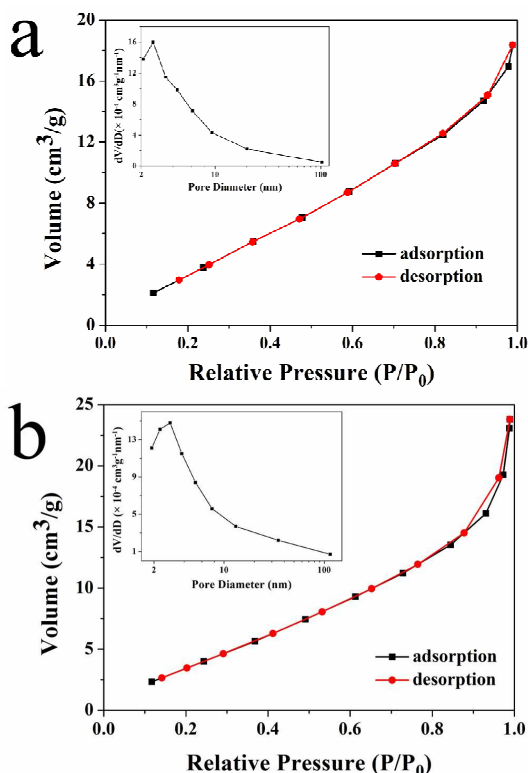 a
20
16
12
8
4
0
Volume (cm³/g)
16
12
8
4
0
dV/dD (× 10⁻⁴ cm³g⁻¹nm⁻¹)
2 10 100
Pore Diameter (nm)
adsorption
desorption
0.2 0.4 0.6 0.8 1.0
Relative Pressure (P/P₀)
b
25
20
15
10
5
0
Volume (cm³/g)
13
9
5
1
dV/dD (× 10⁻⁴ cm³g⁻¹nm⁻¹)
2 10 100
Pore Diameter (nm)
adsorption
desorption
0.0 0.2 0.4 0.6 0.8 1.0
Relative Pressure (P/P₀)